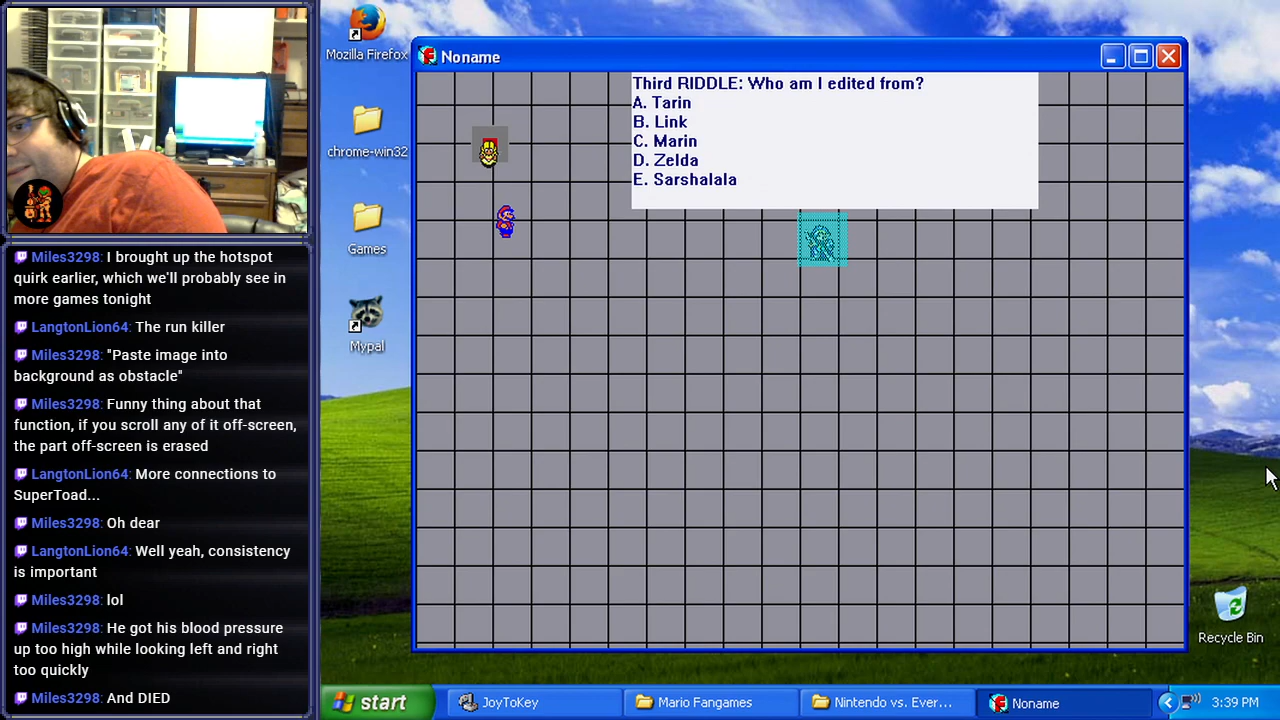 Miles3298: I brought up the hotspot
quirk earlier, which we'll probably see in
more games tonight
LangtonLion64: The run killer
Miles3298: "Paste image into
background as obstacle"
Miles3298: Funny thing about that
function, if you scroll any of it off-screen,
the part off-screen is erased
LangtonLion64: More connections to
SuperToad...
Miles3298: Oh dear
LangtonLion64: Well yeah, consistency
is important
Miles3298: lol
Miles3298: He got his blood pressure
up too high while looking left and right
too quickly
Miles3298: And DIED
Mozilla Firefox
chrome-win32
Games
Mypal
Noname
Third RIDDLE: Who am I edited from?
A. Tarin
B. Link
C. Marin
D. Zelda
E. Sarshalala
Recycle Bin
start
JoyToKey
Mario Fangames
Nintendo vs. Ever...
Noname
3:39 PM